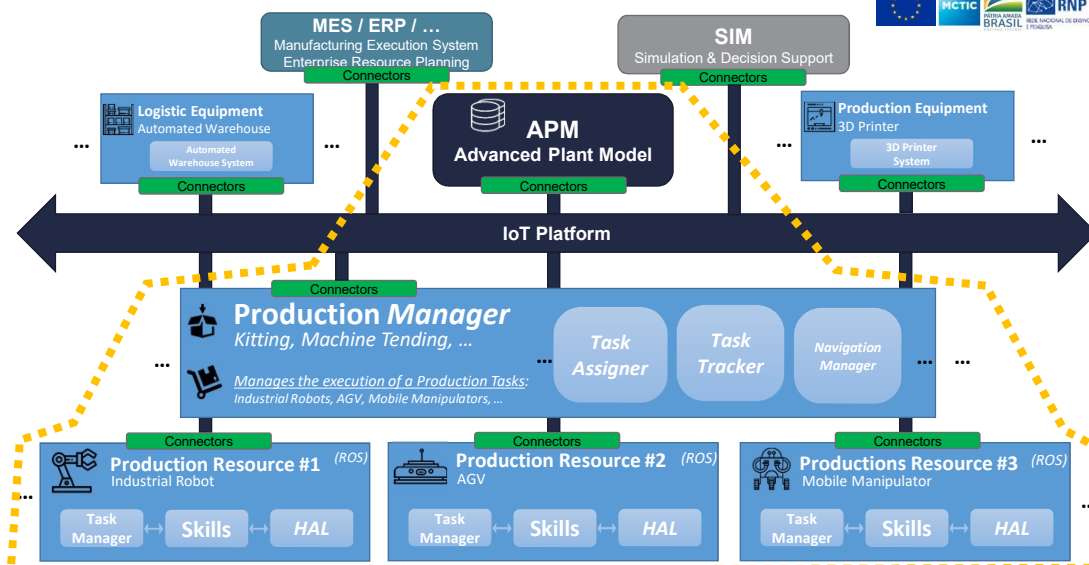 MCTIC
PÁTRIA AMADA
BRASIL
RNP
MES / ERP / …
Manufacturing Execution System
Enterprise Resource Planning
Connectors
SIM
Simulation & Decision Support
Connectors
Logistic Equipment
Automated Warehouse
Automated
Warehouse System
Connectors
...
...
APM
Advanced Plant Model
Connectors
Production Equipment
3D Printer
3D Printer
System
Connectors
...
...
IoT Platform
Connectors
Production Manager
Kitting, Machine Tending, …
Manages the execution of a Production Tasks:
Industrial Robots, AGV, Mobile Manipulators, …
...
...
Task
Assigner
Task
Tracker
Navigation
Manager
...
...
Connectors
Production Resource #1 (ROS)
Industrial Robot
Task
Manager
Skills
HAL
...
Connectors
Production Resource #2 (ROS)
AGV
Task
Manager
Skills
HAL
Connectors
Productions Resource #3 (ROS)
Mobile Manipulator
Task
Manager
Skills
HAL
...